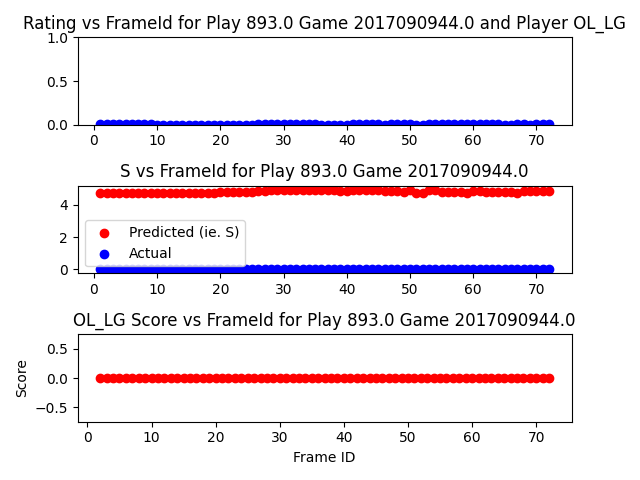 Rating vs FrameId for Play 893.0 Game 2017090944.0 and Player OL_LG
1.0
0.5
0.0
0 10 20 30 40 50 60 70
S vs FrameId for Play 893.0 Game 2017090944.0
4
2
0
Predicted (ie. S)
Actual
0 10 20 30 40 50 60 70
OL_LG Score vs FrameId for Play 893.0 Game 2017090944.0
Score
0.5
0.0
−0.5
0 10 20 30 40 50 60 70
Frame ID